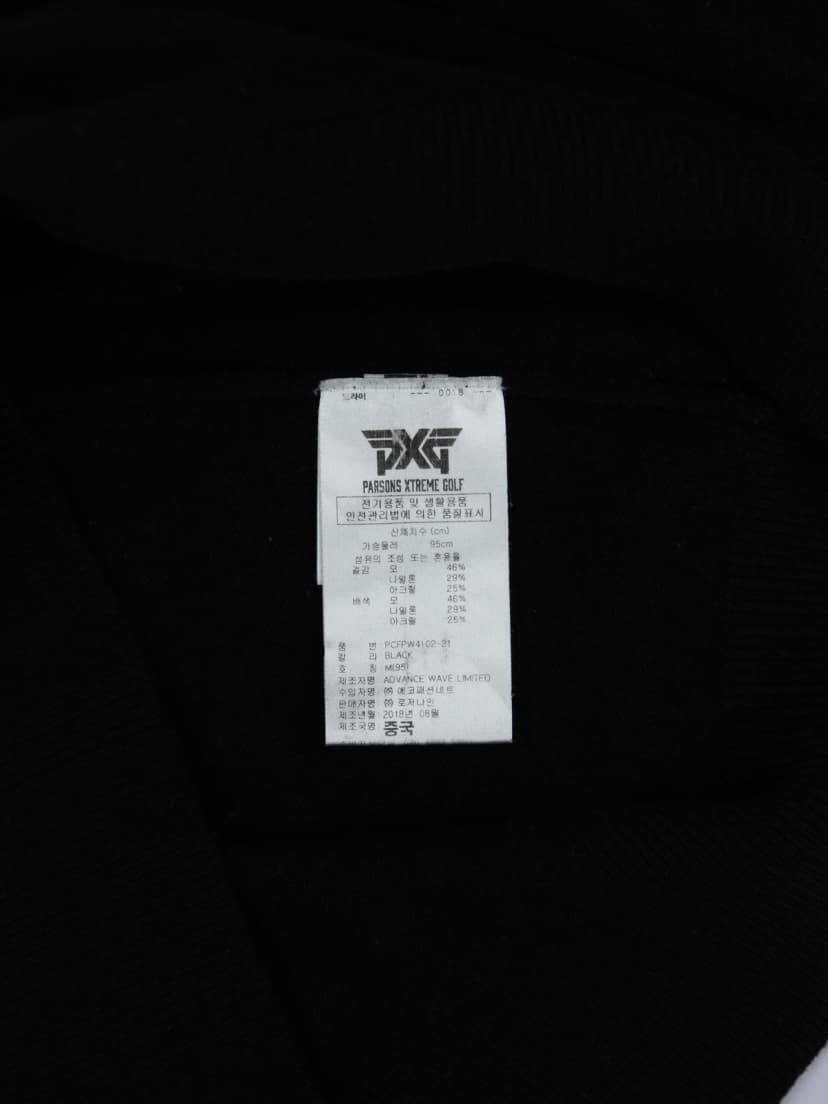 드라이 --- 0018 ---
PXG
PARSONS XTREME GOLF
전기용품 및 생활용품
안전관리법에 의한 품질표시
신체치수 (cm)
가슴둘레 95cm
섬유의 조성 또는 혼용률
겉감 모 46%
나일론 29%
아크릴 25%
배색 모 46%
나일론 29%
아크릴 25%
품 번 PCFPW4102-21
칼 라 BLACK
호 칭 M(95)
제조자명 ADVANCE WAVE LIMITED
수입자명 ㈜ 에코패션네트
판매자명 ㈜ 로저나인
제조년월 2018년 08월
제조국명 중국